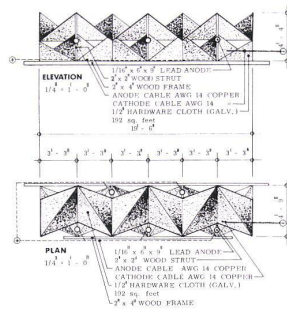 ELEVATION
1/4" = 1'- 0"
1/16" x 6" x 9" LEAD ANODE
2" x 2" WOOD STRUT
2" x 4" WOOD FRAME
ANODE CABLE AWG 14 COPPER
CATHODE CABLE AWG 14
1/2" HARDWARE CLOTH (GALV.)
192 sq. feet
19'- 6"
3'- 3" 3'- 3" 3'- 3" 3'- 3" 3'- 3" 3'- 3"
PLAN
1/4" = 1'- 0"
1/16" x 6" x 9" LEAD ANODE
2" x 2" WOOD STRUT
ANODE CABLE AWG 14 COPPER
CATHODE CABLE AWG 14 COPPER
1/2" HARDWARE CLOTH (GALV.)
192 sq. feet
2" x 4" WOOD FRAME